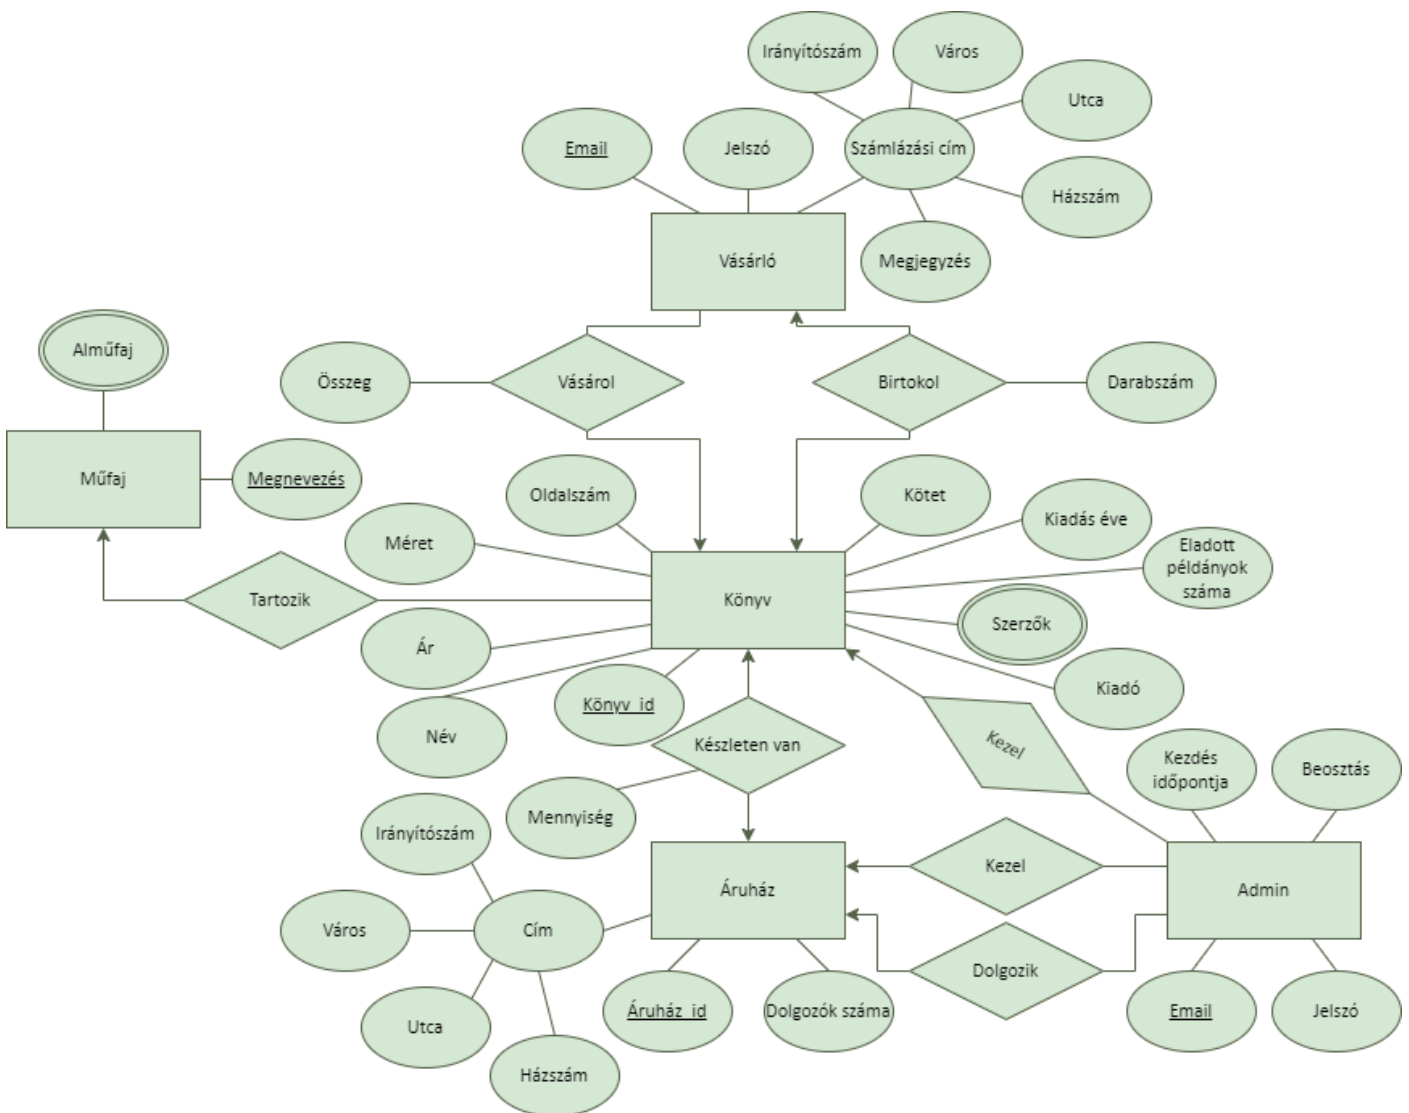 Irányítószám
Város
Utca
Email
Jelszó
Számlázási cím
Házszám
Vásárló
Megjegyzés
Alműfaj
Összeg
Vásárol
Birtokol
Darabszám
Műfaj
Megnevezés
Oldalszám
Kötet
Kiadás éve
Méret
Eladott
példányok
száma
Tartozik
Könyv
Szerzők
Ár
Kiadó
Könyv_id
Név
Készleten van
Kezel
Kezdés
időpontja
Beosztás
Mennyiség
Irányítószám
Kezel
Áruház
Admin
Város
Cím
Dolgozik
Utca
Áruház_id
Dolgozók száma
Email
Jelszó
Házszám